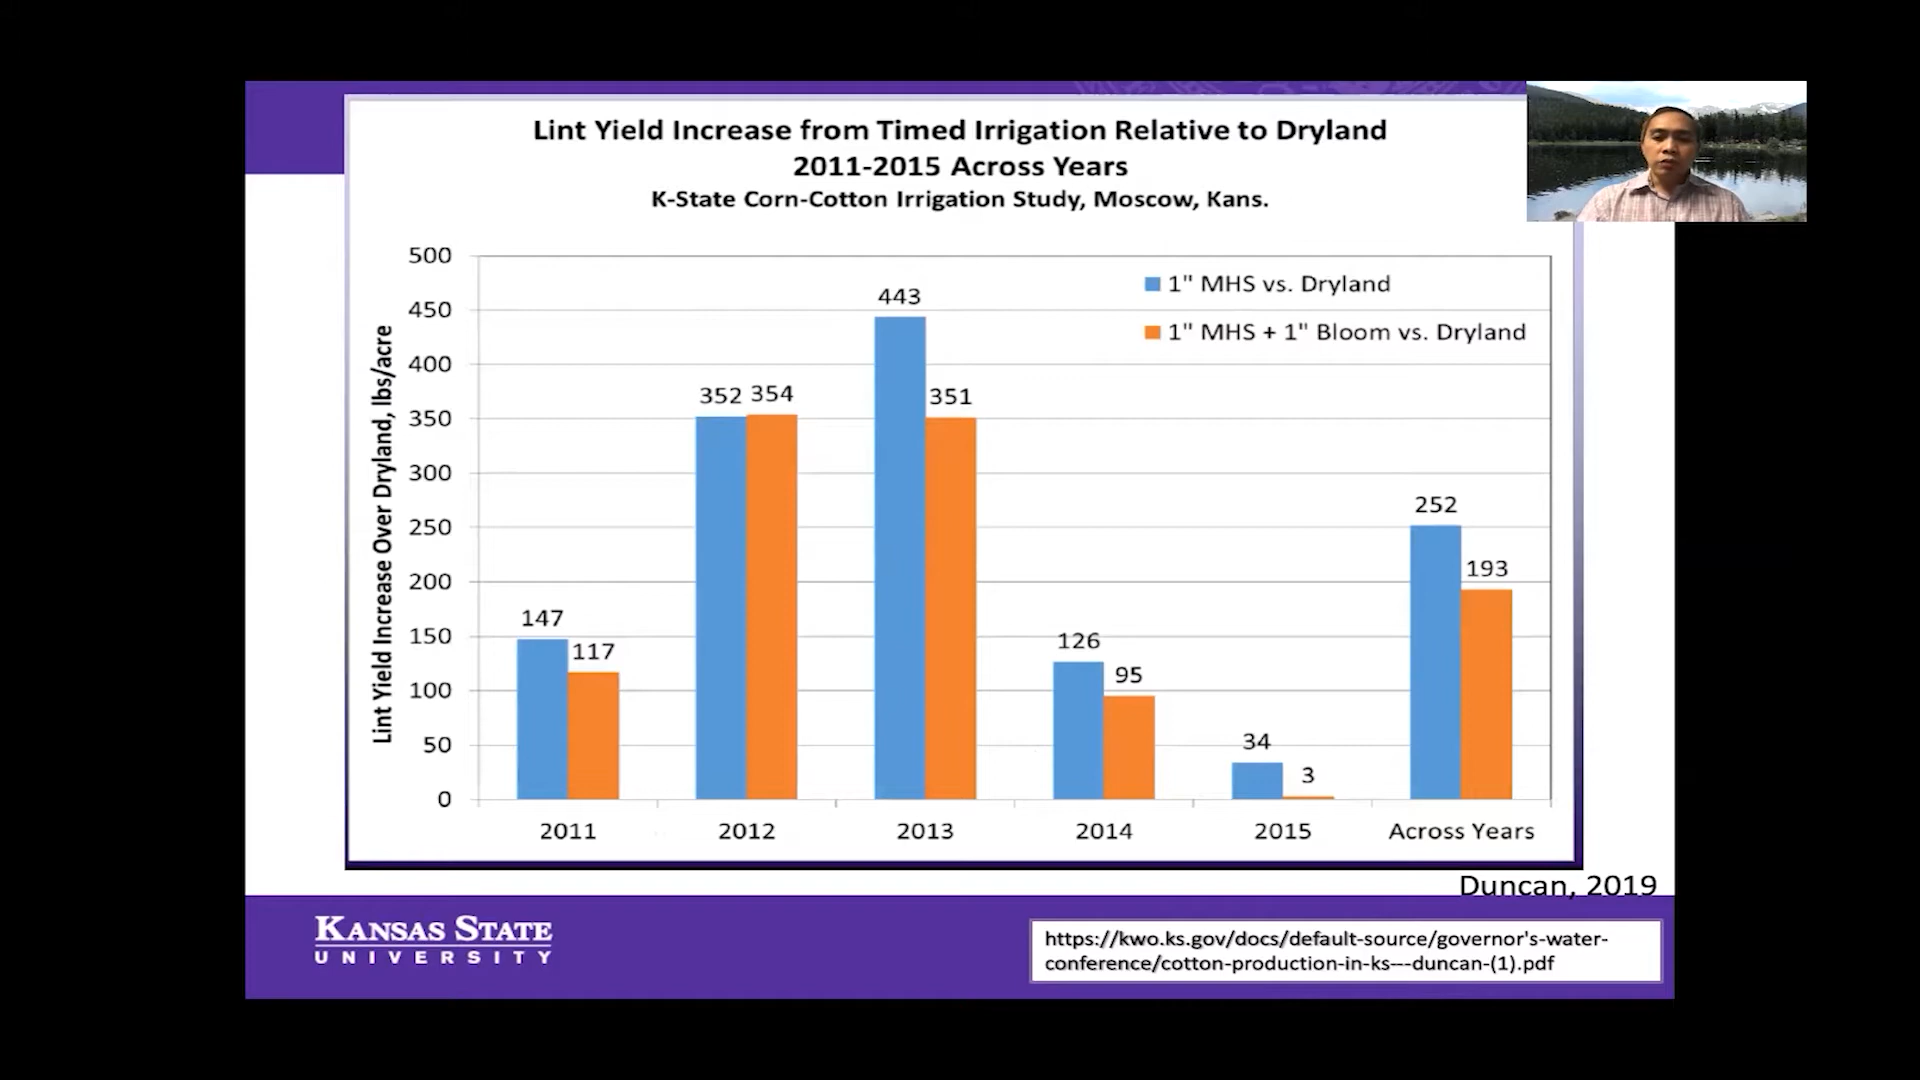 Lint Yield Increase from Timed Irrigation Relative to Dryland
2011-2015 Across Years
K-State Corn-Cotton Irrigation Study, Moscow, Kans.
Lint Yield Increase Over Dryland, lbs/acre
500
450
400
350
300
250
200
150
100
50
0
1" MHS vs. Dryland
1" MHS + 1" Bloom vs. Dryland
147
117
352
354
443
351
126
95
34
3
252
193
2011
2012
2013
2014
2015
Across Years
Duncan, 2019
KANSAS STATE
UNIVERSITY
https://kwo.ks.gov/docs/default-source/governor's-water-
conference/cotton-production-in-ks---duncan-(1).pdf